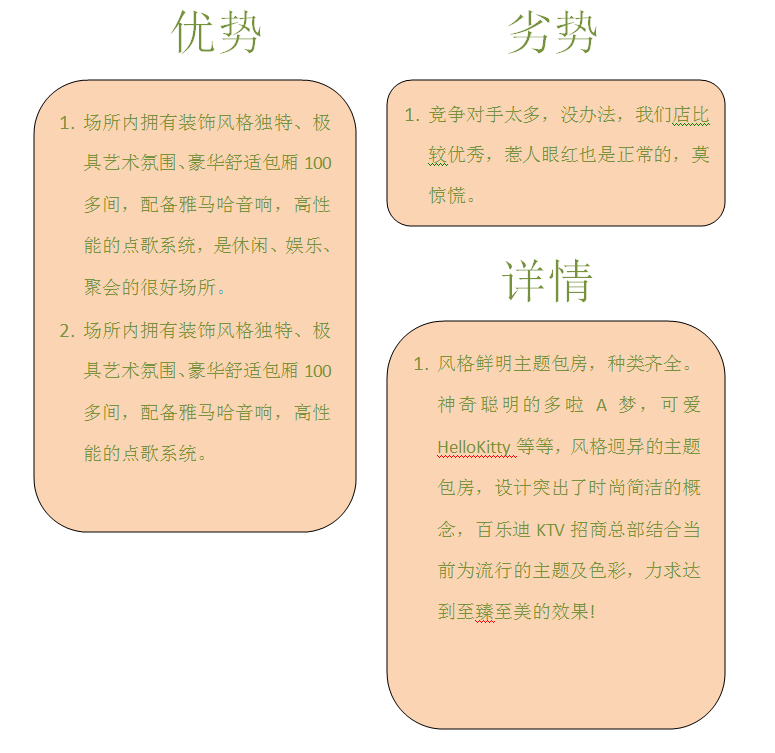 优势
1. 场所内拥有装饰风格独特、极
具艺术氛围、豪华舒适包厢 100
多间，配备雅马哈音响，高性
能的点歌系统，是休闲、娱乐、
聚会的很好场所。
2. 场所内拥有装饰风格独特、极
具艺术氛围、豪华舒适包厢 100
多间，配备雅马哈音响，高性
能的点歌系统。
劣势
1. 竞争对手太多，没办法，我们店比
较优秀，惹人眼红也是正常的，莫
惊慌。
详情
1. 风格鲜明主题包房，种类齐全。
神奇聪明的多啦 A 梦，可爱
HelloKitty 等等，风格迥异的主题
包房，设计突出了时尚简洁的概
念，百乐迪 KTV 招商总部结合当
前为流行的主题及色彩，力求达
到至臻至美的效果!